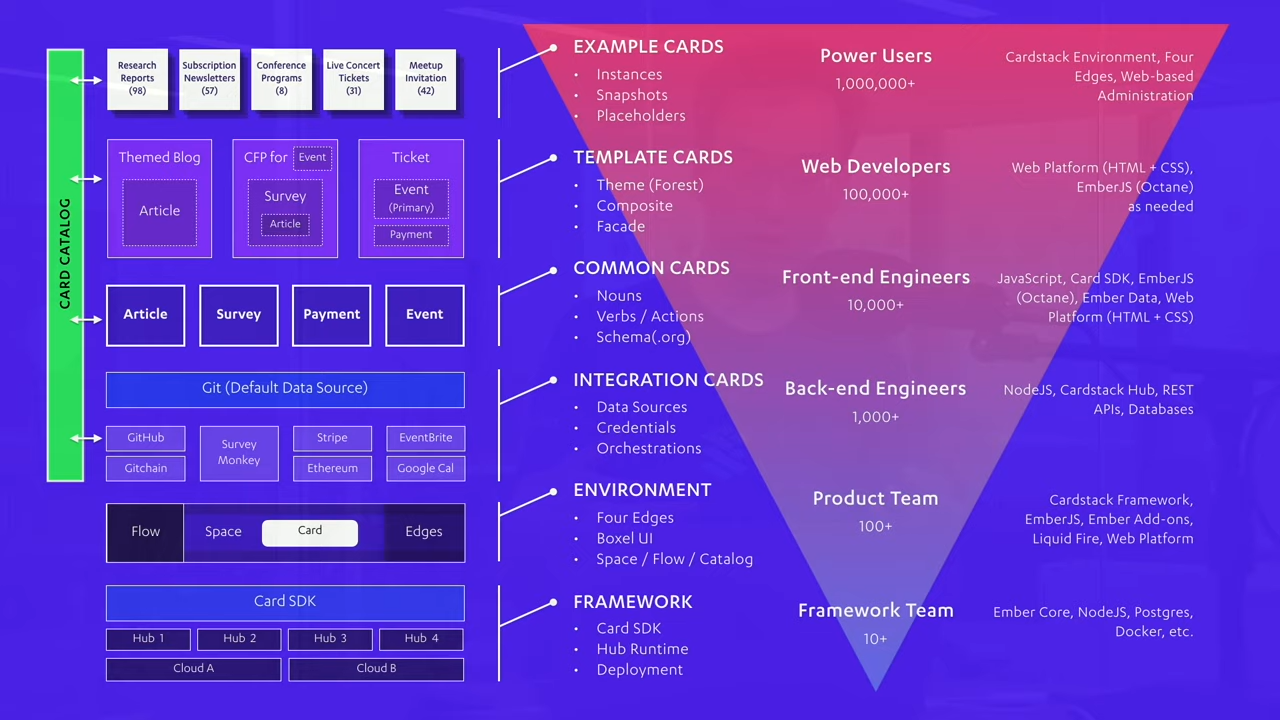 CARD CATALOG
Research
Reports
(98)
Subscription
Newsletters
(57)
Conference
Programs
(8)
Live Concert
Tickets
(31)
Meetup
Invitation
(42)
EXAMPLE CARDS
• Instances
• Snapshots
• Placeholders
Power Users
1,000,000+
Cardstack Environment, Four
Edges, Web-based
Administration
Themed Blog
Article
CFP for Event
Survey
Article
Ticket
Event
(Primary)
Payment
TEMPLATE CARDS
• Theme (Forest)
• Composite
• Facade
Web Developers
100,000+
Web Platform (HTML + CSS),
EmberJS (Octane)
as needed
Article
Survey
Payment
Event
COMMON CARDS
• Nouns
• Verbs / Actions
• Schema(.org)
Front-end Engineers
10,000+
JavaScript, Card SDK, EmberJS
(Octane), Ember Data, Web
Platform (HTML + CSS)
Git (Default Data Source)
GitHub
Gitchain
Survey
Monkey
Stripe
Ethereum
EventBrite
Google Cal
INTEGRATION CARDS
• Data Sources
• Credentials
• Orchestrations
Back-end Engineers
1,000+
NodeJS, Cardstack Hub, REST
APIs, Databases
Flow
Space
Card
Edges
ENVIRONMENT
• Four Edges
• Boxel UI
• Space / Flow / Catalog
Product Team
100+
Cardstack Framework,
EmberJS, Ember Add-ons,
Liquid Fire, Web Platform
Card SDK
Hub 1
Hub 2
Hub 3
Hub 4
Cloud A
Cloud B
FRAMEWORK
• Card SDK
• Hub Runtime
• Deployment
Framework Team
10+
Ember Core, NodeJS, Postgres,
Docker, etc.